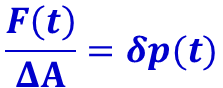 F(t)/ΔA = δp(t)